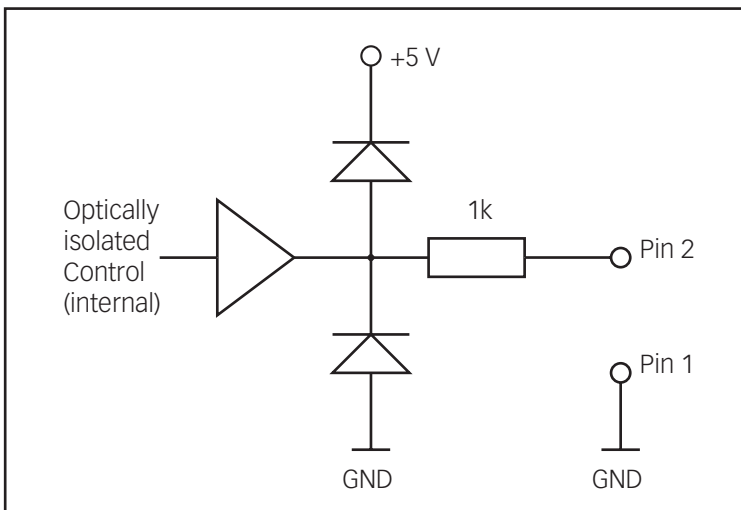 +5 V
Optically
isolated
Control
(internal)
1k
Pin 2
Pin 1
GND
GND